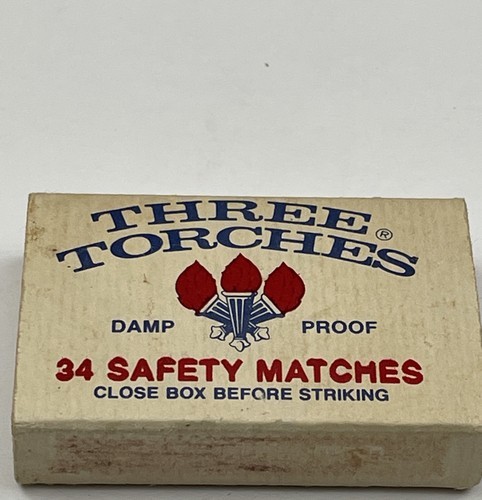 THREE
TORCHES ®
DAMP PROOF
34 SAFETY MATCHES
CLOSE BOX BEFORE STRIKING